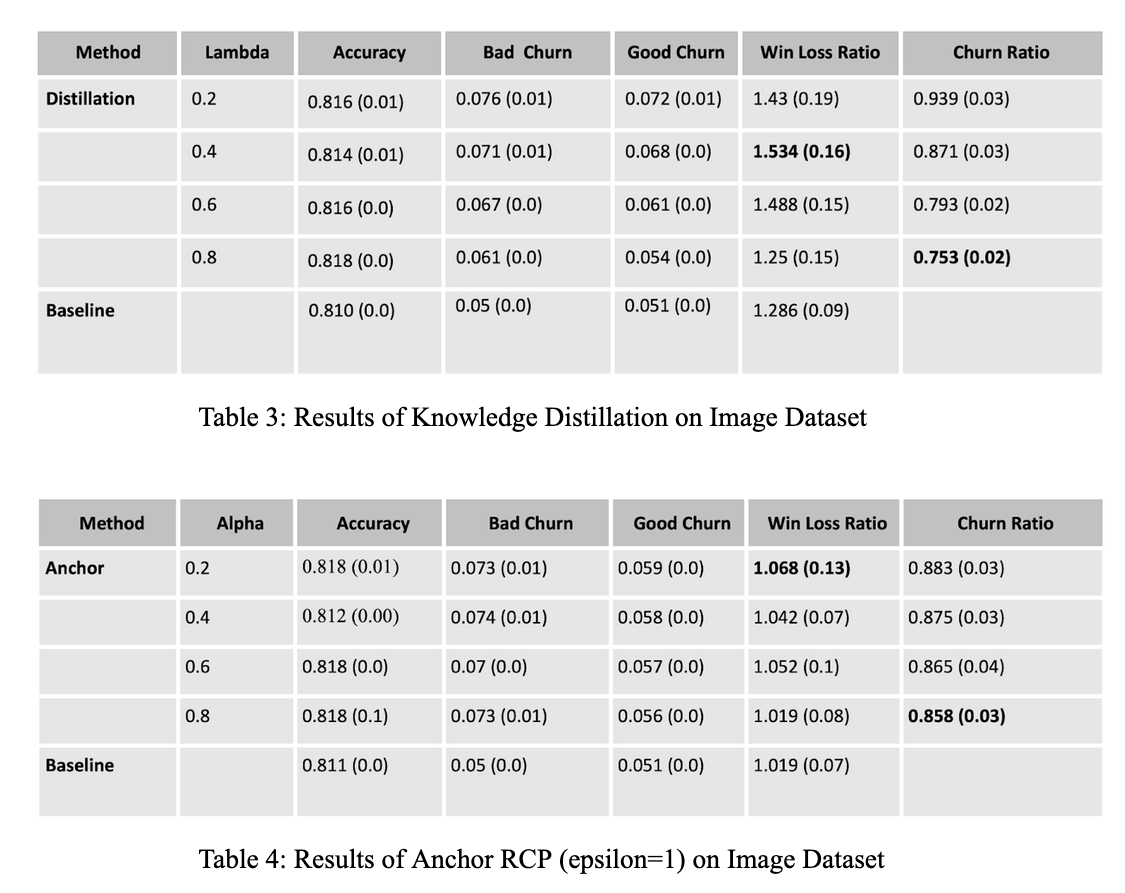 Method Lambda Accuracy Bad Churn Good Churn Win Loss Ratio Churn Ratio
Distillation 0.2 0.816 (0.01) 0.076 (0.01) 0.072 (0.01) 1.43 (0.19) 0.939 (0.03)
0.4 0.814 (0.01) 0.071 (0.01) 0.068 (0.0) 1.534 (0.16) 0.871 (0.03)
0.6 0.816 (0.0) 0.067 (0.0) 0.061 (0.0) 1.488 (0.15) 0.793 (0.02)
0.8 0.818 (0.0) 0.061 (0.0) 0.054 (0.0) 1.25 (0.15) 0.753 (0.02)
Baseline 0.810 (0.0) 0.05 (0.0) 0.051 (0.0) 1.286 (0.09)
Table 3: Results of Knowledge Distillation on Image Dataset
Method Alpha Accuracy Bad Churn Good Churn Win Loss Ratio Churn Ratio
Anchor 0.2 0.818 (0.01) 0.073 (0.01) 0.059 (0.0) 1.068 (0.13) 0.883 (0.03)
0.4 0.812 (0.00) 0.074 (0.01) 0.058 (0.0) 1.042 (0.07) 0.875 (0.03)
0.6 0.818 (0.0) 0.07 (0.0) 0.057 (0.0) 1.052 (0.1) 0.865 (0.04)
0.8 0.818 (0.1) 0.073 (0.01) 0.056 (0.0) 1.019 (0.08) 0.858 (0.03)
Baseline 0.811 (0.0) 0.05 (0.0) 0.051 (0.0) 1.019 (0.07)
Table 4: Results of Anchor RCP (epsilon=1) on Image Dataset